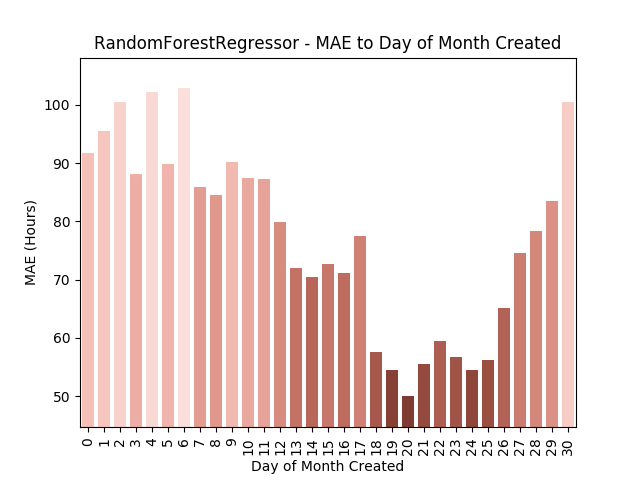 RandomForestRegressor - MAE to Day of Month Created
MAE (Hours)
100
90
80
70
60
50
0 1 2 3 4 5 6 7 8 9 10 11 12 13 14 15 16 17 18 19 20 21 22 23 24 25 26 27 28 29 30
Day of Month Created